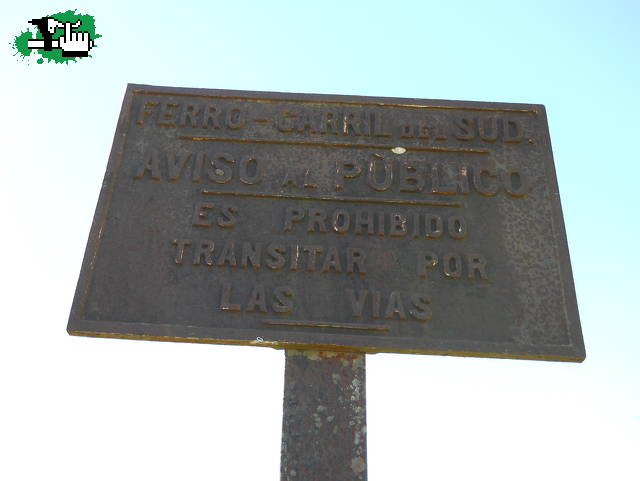 FERRO-CARRIL DEL SUD.
AVISO AL PÚBLICO
ES PROHIBIDO
TRANSITAR POR
LAS VIAS